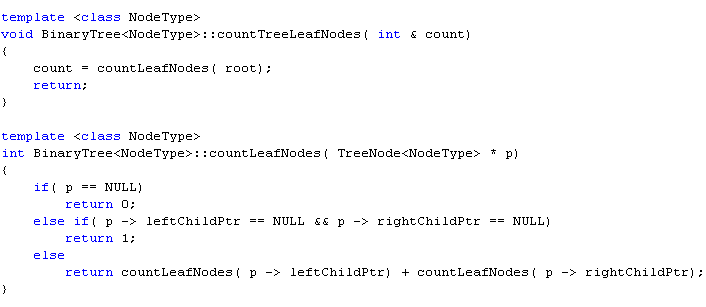 template <class NodeType>
void BinaryTree<NodeType>::countTreeLeafNodes( int & count)
{
    count = countLeafNodes( root);
    return;
}

template <class NodeType>
int BinaryTree<NodeType>::countLeafNodes( TreeNode<NodeType> * p)
{
    if( p == NULL)
        return 0;
    else if( p -> leftChildPtr == NULL && p -> rightChildPtr == NULL)
        return 1;
    else
        return countLeafNodes( p -> leftChildPtr) + countLeafNodes( p -> rightChildPtr);
}